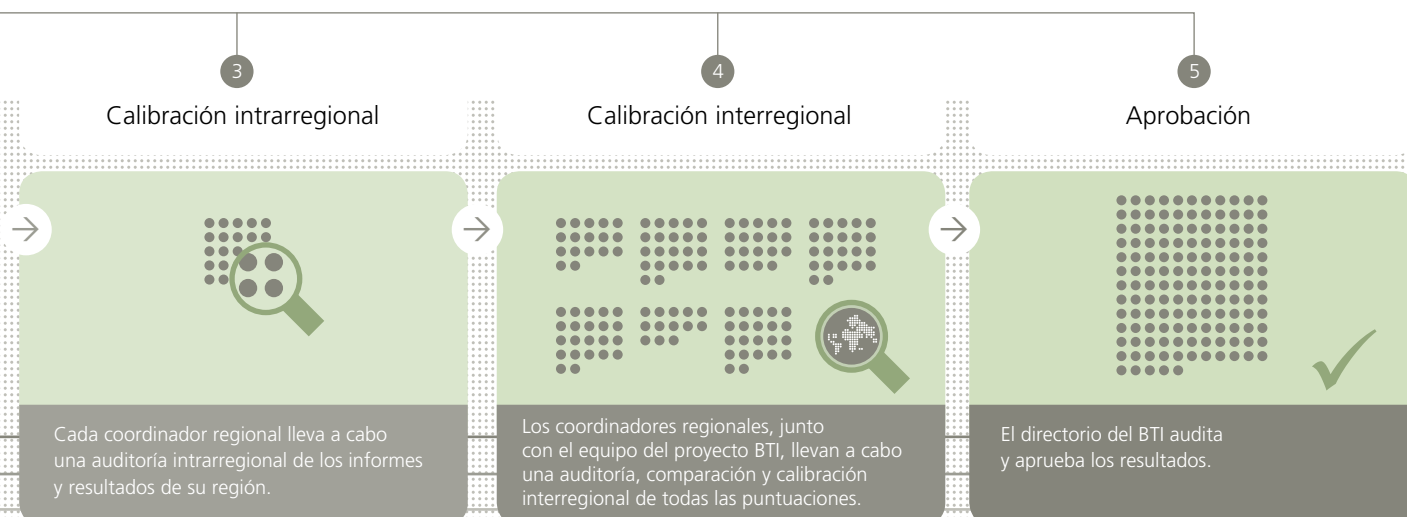 3
Calibración intrarregional
Cada coordinador regional lleva a cabo
una auditoría intrarregional de los informes
y resultados de su región.
4
Calibración interregional
Los coordinadores regionales, junto
con el equipo del proyecto BTI, llevan a cabo
una auditoría, comparación y calibración
interregional de todas las puntuaciones.
5
Aprobación
El directorio del BTI audita
y aprueba los resultados.